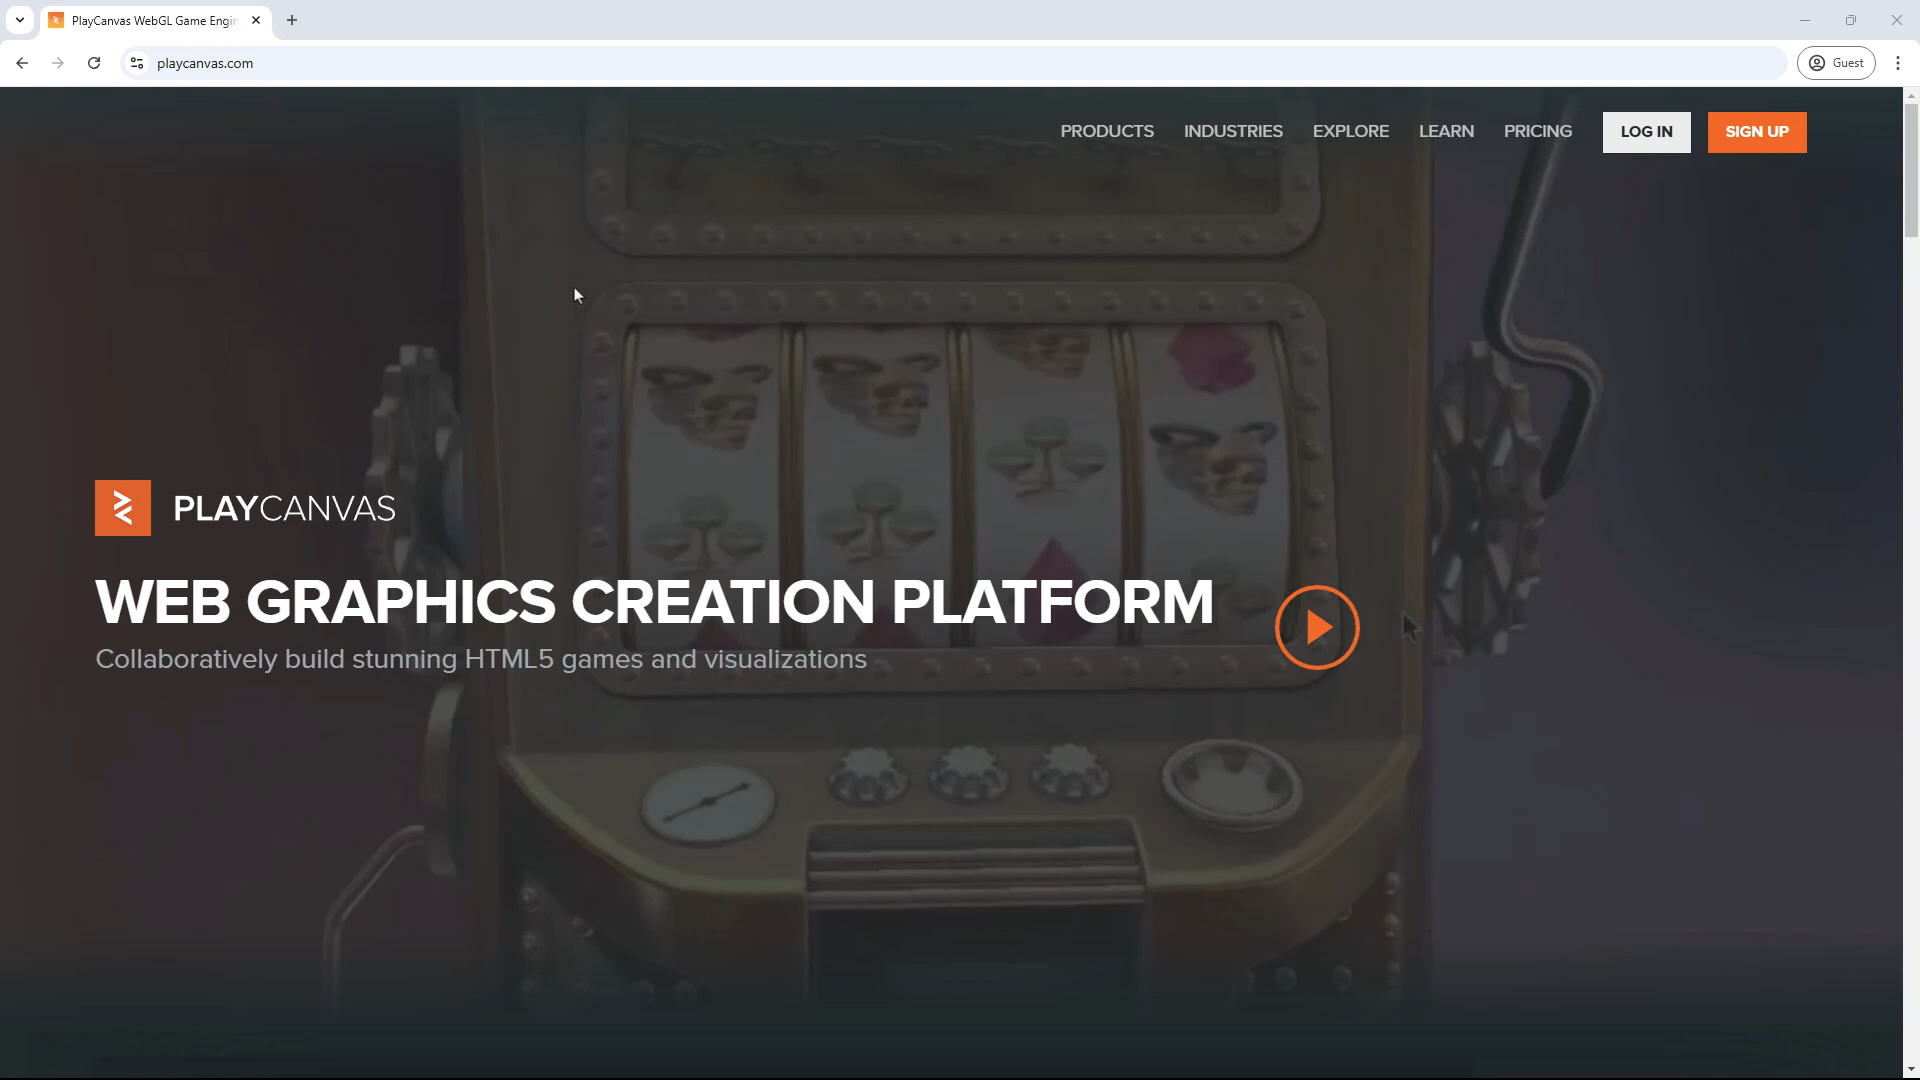 PlayCanvas WebGL Game Engin
playcanvas.com
Guest
PRODUCTS INDUSTRIES EXPLORE LEARN PRICING LOG IN SIGN UP
PLAYCANVAS
WEB GRAPHICS CREATION PLATFORM
Collaboratively build stunning HTML5 games and visualizations